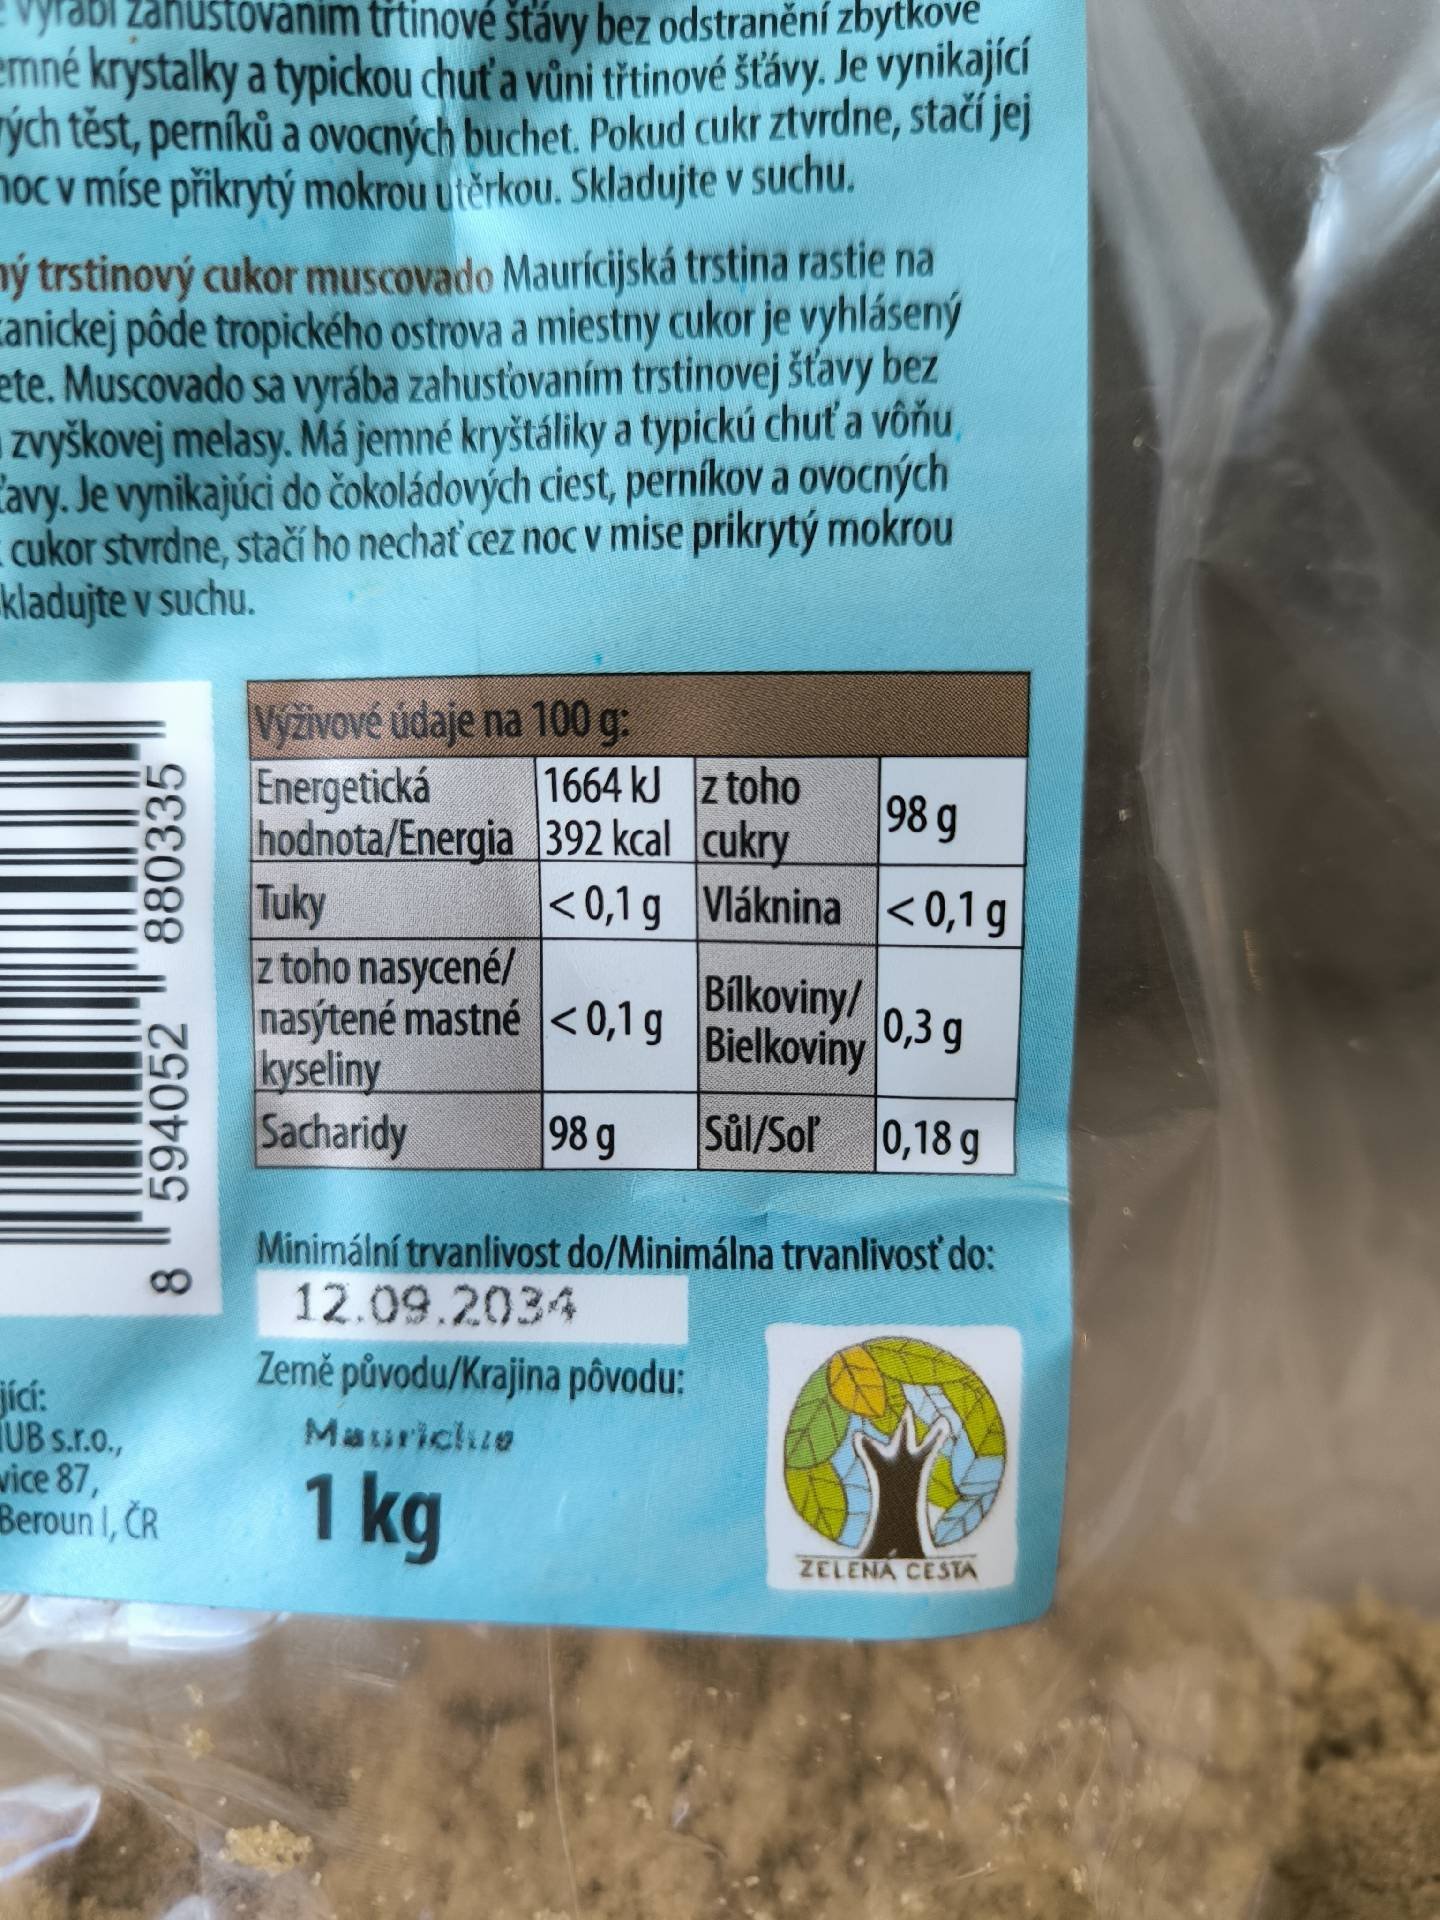 vyrábí zahušťováním třtinové šťávy bez odstranění zbytkové
emné krystalky a typickou chuť a vůni třtinové šťávy. Je vynikající
ých těst, perníků a ovocných buchet. Pokud cukr ztvrdne, stačí jej
noc v míse přikrytý mokrou utěrkou. Skladujte v suchu.
ý trstinový cukor muscovado Maurícijská trstina rastie na
anickej pôde tropického ostrova a miestny cukor je vyhlásený
ete. Muscovado sa vyrába zahusťovaním trstinovej šťavy bez
zvyškovej melasy. Má jemné kryštáliky a typickú chuť a vôňu
ťavy. Je vynikajúci do čokoládových ciest, perníkov a ovocných
cukor stvrdne, stačí ho nechať cez noc v mise prikrytý mokrou
kladujte v suchu.
8 594052 880335
Výživové údaje na 100 g:
Energetická hodnota/Energia 1664 kJ 392 kcal z toho cukry 98 g
Tuky < 0,1 g Vláknina < 0,1 g
z toho nasycené/ nasýtené mastné kyseliny < 0,1 g Bílkoviny/ Bielkoviny 0,3 g
Sacharidy 98 g Sůl/Soľ 0,18 g
Minimální trvanlivost do/Minimálna trvanlivosť do:
12.09.2034
Země původu/Krajina pôvodu:
Mauricius
1 kg
jící:
UB s.r.o.,
vice 87,
Beroun I, ČR
ZELENÁ CESTA